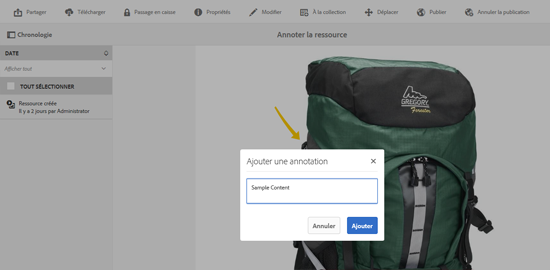 Partager Télécharger Passage en caisse Propriétés Modifier À la collection Déplacer Publier Annuler la publication
Chronologie Annoter la ressource
DATE
Afficher tout
TOUT SÉLECTIONNER
Ressource créée
Il y a 2 jours par Administrator
GREGORY
Ajouter une annotation
Sample Content
Annuler Ajouter